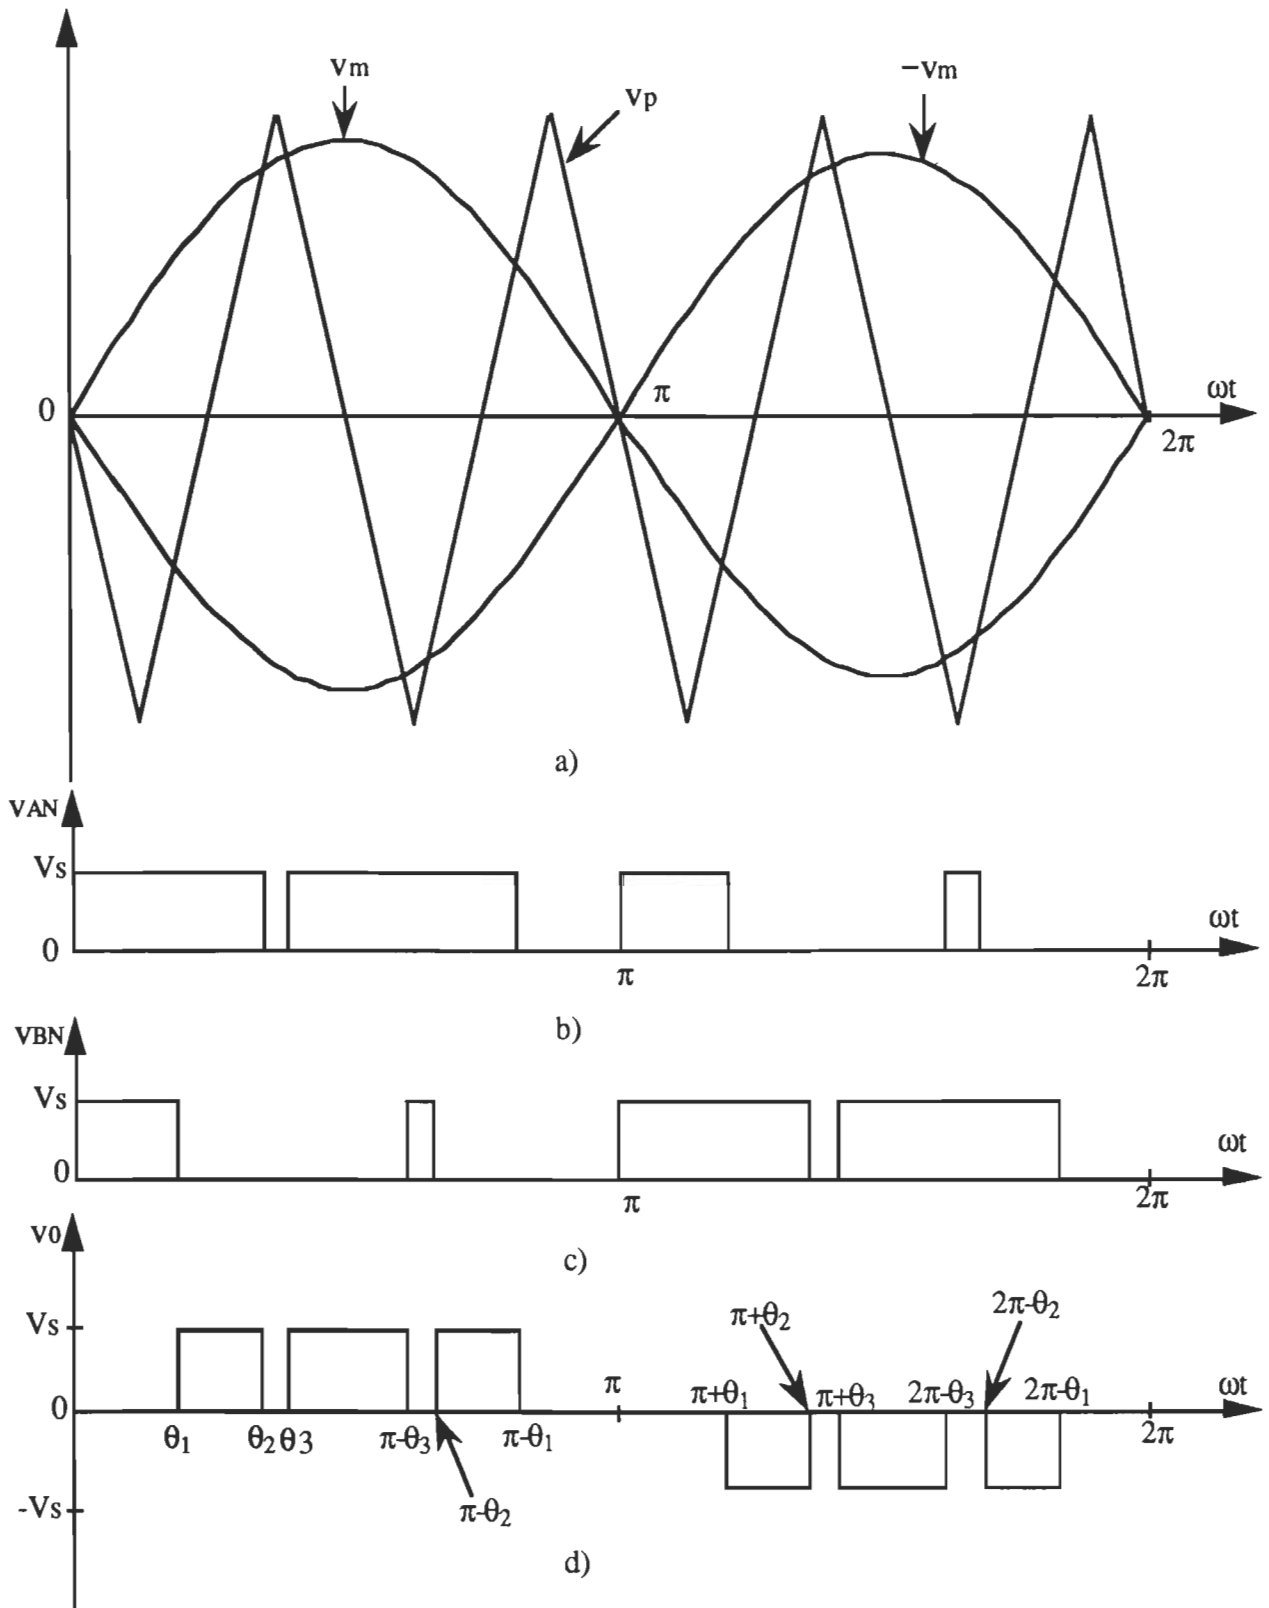 vm
vp
−vm
0
π
ωt
2π
a)
VAN
Vs
0
π
ωt
2π
b)
VBN
Vs
0
π
ωt
2π
c)
V0
Vs
0
-Vs
θ1
θ2
θ3
π-θ3
π-θ2
π-θ1
π
π+θ1
π+θ2
π+θ3
2π-θ3
2π-θ2
2π-θ1
ωt
2π
d)